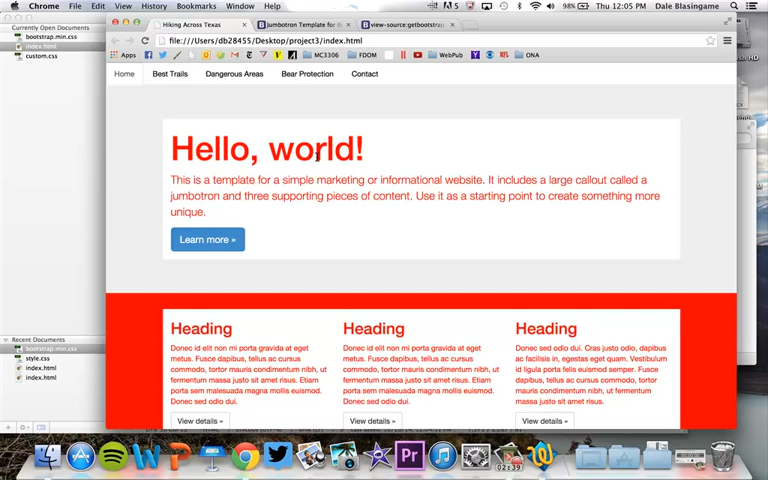 Chrome File Edit View History Bookmarks Window Help
5
98%
Thu 12:05 PM Dale Blasingame
Currently Open Documents
bootstrap.min.css
index.html
custom.css
Hiking Across Texas
Jumbotron Template for B
view-source:getbootstrap
file:///Users/db28455/Desktop/project3/index.html
Apps
MC3306
FDOM
WebPub
ONA
Home Best Trails Dangerous Areas Bear Protection Contact
Hello, world!
This is a template for a simple marketing or informational website. It includes a large callout called a
jumbotron and three supporting pieces of content. Use it as a starting point to create something more
unique.
Learn more »
Heading
Donec id elit non mi porta gravida at eget
metus. Fusce dapibus, tellus ac cursus
commodo, tortor mauris condimentum nibh, ut
fermentum massa justo sit amet risus. Etiam
porta sem malesuada magna mollis euismod.
Donec sed odio dui.
View details »
Heading
Donec id elit non mi porta gravida at eget
metus. Fusce dapibus, tellus ac cursus
commodo, tortor mauris condimentum nibh, ut
fermentum massa justo sit amet risus. Etiam
porta sem malesuada magna mollis euismod.
Donec sed odio dui.
View details »
Heading
Donec sed odio dui. Cras justo odio, dapibus
ac facilisis in, egestas eget quam. Vestibulum
id ligula porta felis euismod semper. Fusce
dapibus, tellus ac cursus commodo, tortor
mauris condimentum nibh, ut fermentum massa
justo sit amet risus.
View details »
Recent Documents
bootstrap.min.css
style.css
index.html
index.html
Pr
02:39